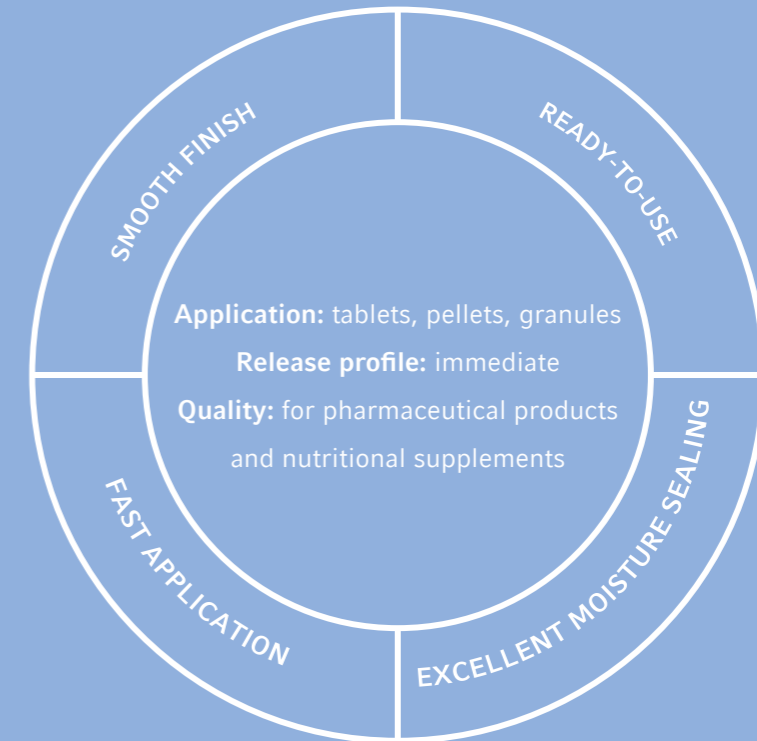 SMOOTH FINISH
READY-TO-USE
Application: tablets, pellets, granules
Release profile: immediate
Quality: for pharmaceutical products
and nutritional supplements
FAST APPLICATION
EXCELLENT MOISTURE SEALING